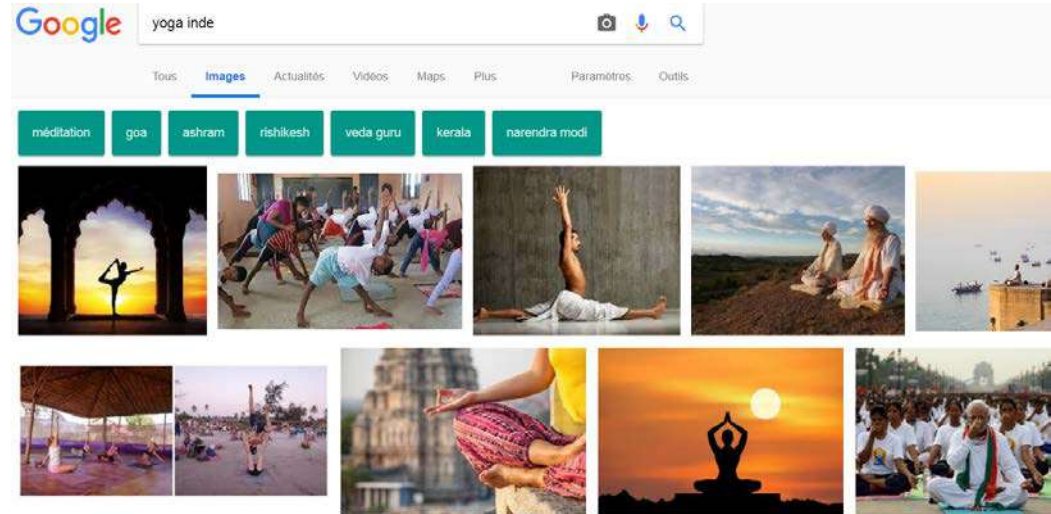 Google yoga inde
Tous Images Actualités Vidéos Maps Plus Paramètres Outils
méditation goa ashram rishikesh veda guru kerala narendra modi